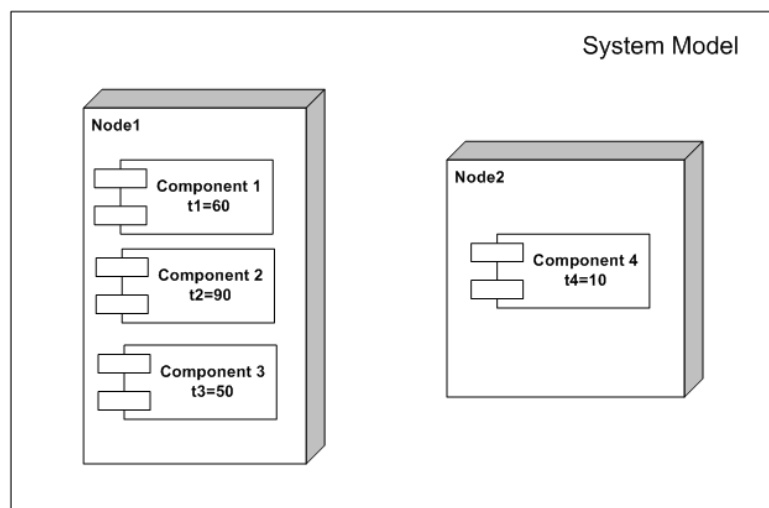 System Model
Node1
Component 1
t1=60
Component 2
t2=90
Component 3
t3=50
Node2
Component 4
t4=10